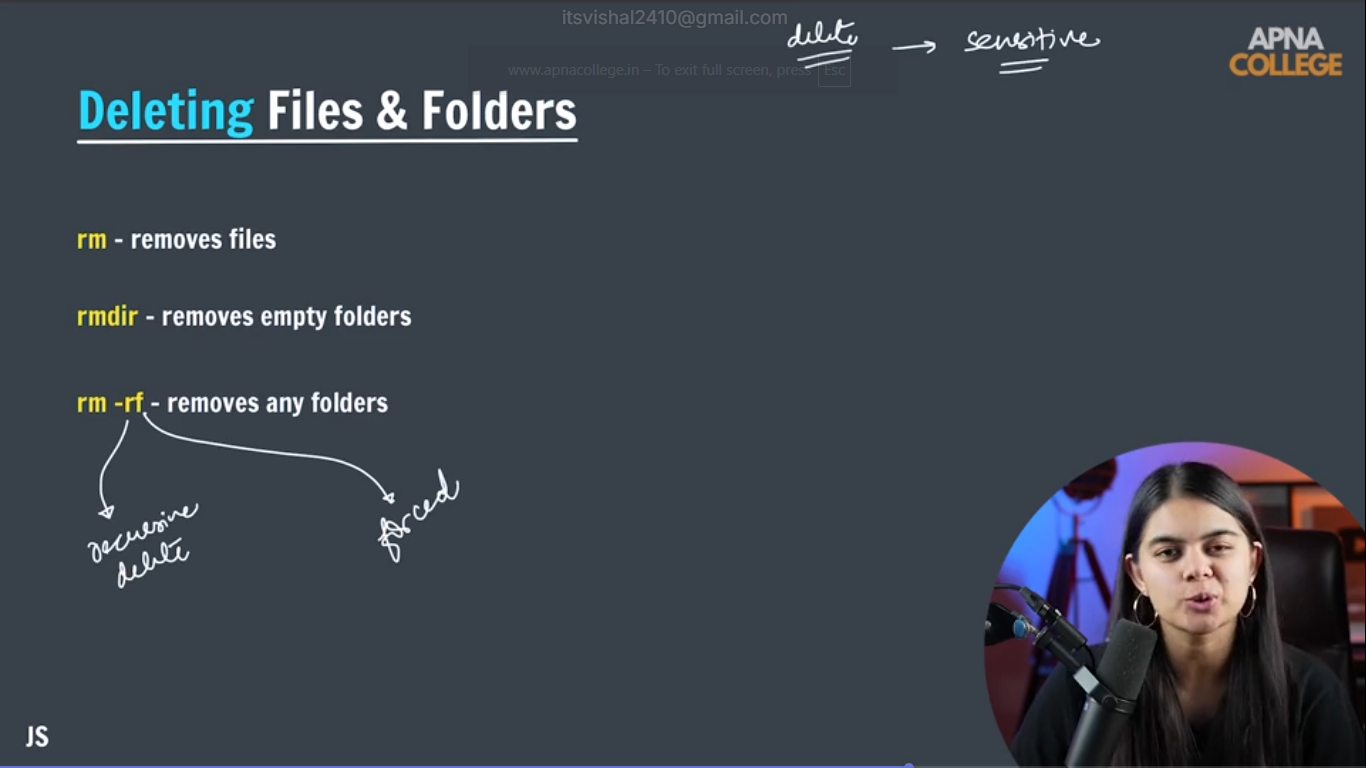 itsvishal2410@gmail.com
delete → sensitive
APNA
COLLEGE
www.apnacollege.in – To exit full screen, press Esc
Deleting Files & Folders
rm - removes files
rmdir - removes empty folders
rm -rf - removes any folders
recursive
delete
forced
JS